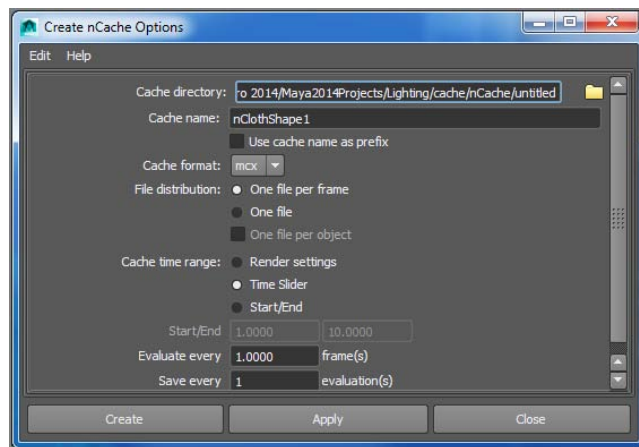 Create nCache Options
Edit Help
Cache directory: ro 2014/Maya2014Projects/Lighting/cache/nCache/untitled
Cache name: nClothShape1
Use cache name as prefix
Cache format: mcx
File distribution: One file per frame
One file
One file per object
Cache time range: Render settings
Time Slider
Start/End
Start/End 1.0000 10.0000
Evaluate every 1.0000 frame(s)
Save every 1 evaluation(s)
Create Apply Close